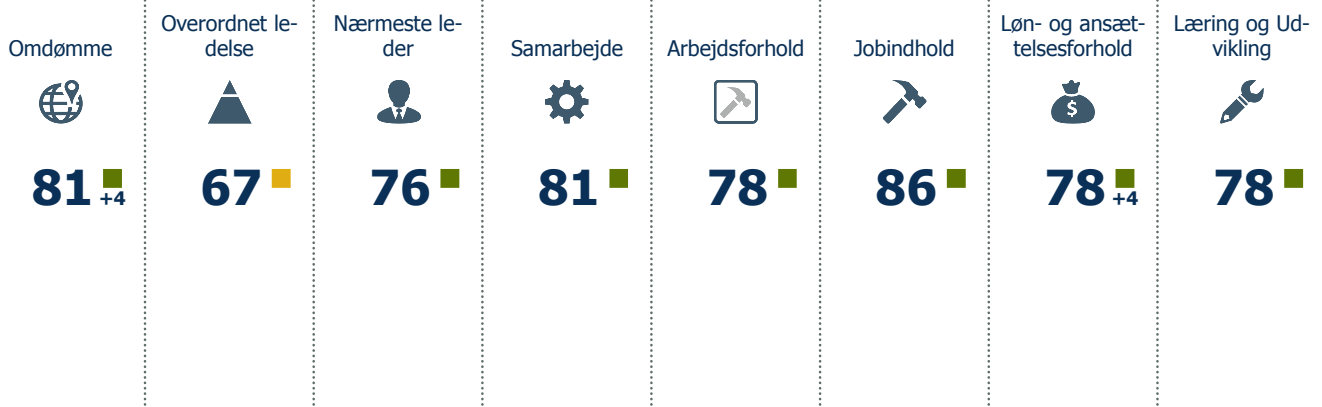 Omdømme
Overordnet le-
delse
Nærmeste le-
der
Samarbejde
Arbejdsforhold
Jobindhold
Løn- og ansæt-
telsesforhold
Læring og Ud-
vikling
$
81
+4
67
76
81
78
86
78
+4
78